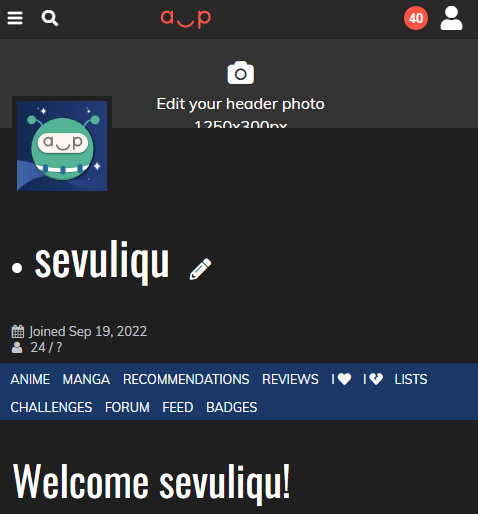 a‿p
40
Edit your header photo
1250x300px
a‿p
• sevuliqu
Joined Sep 19, 2022
24 / ?
ANIME MANGA RECOMMENDATIONS REVIEWS I ♥ I 💔 LISTS
CHALLENGES FORUM FEED BADGES
Welcome sevuliqu!